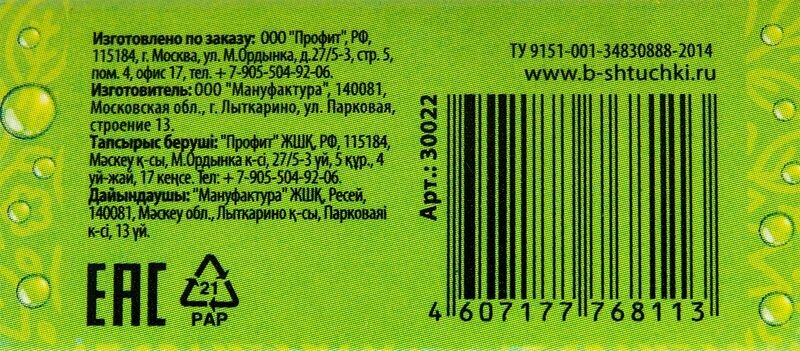 Изготовлено по заказу: ООО "Профит", РФ,
115184, г. Москва, ул. М.Ордынка, д.27/5-3, стр. 5,
пом. 4, офис 17, тел. + 7-905-504-92-06.
Изготовитель: ООО "Мануфактура", 140081,
Московская обл., г. Лыткарино, ул. Парковая,
строение 13.
Тапсырыс беруші: "Профит" ЖШҚ, РФ, 115184,
Мәскеу қ-сы, М.Ордынка к-сі, 27/5-3 үй, 5 құр., 4
үй-жай, 17 кеңсе. Тел: + 7-905-504-92-06.
Дайындаушы: "Мануфактура" ЖШҚ, Ресей,
140081, Мәскеу обл., Лыткарино қ-сы, Парковаяі
к-сі, 13 үй.
EAC
21
PAP
ТУ 9151-001-34830888-2014
www.b-shtuchki.ru
Арт.: 30022
4 607177 768113